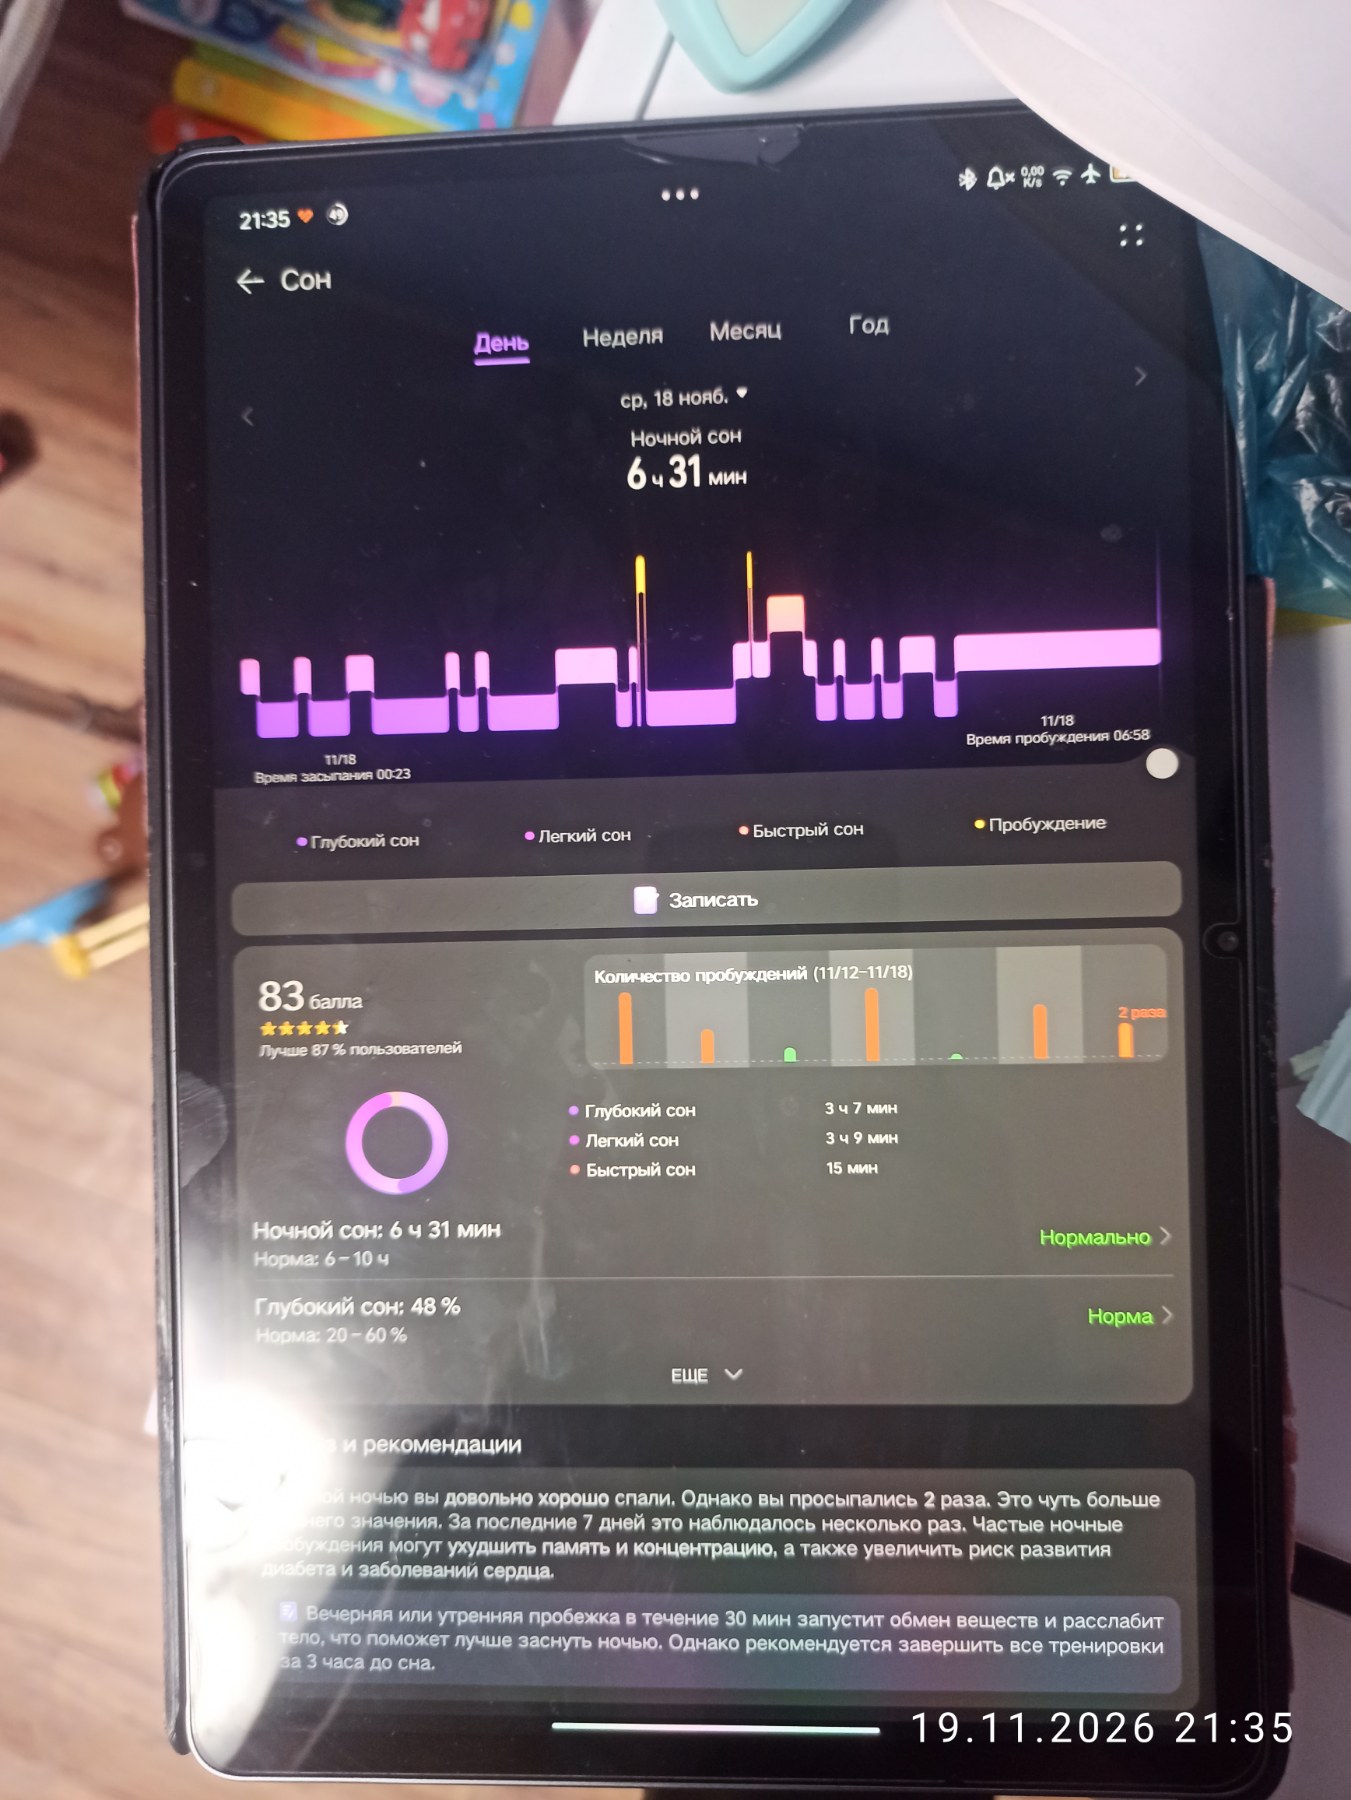 21:35 49 0,00 K/s
Сон
День Неделя Месяц Год
ср, 18 нояб.
Ночной сон
6 ч 31 мин
11/18
Время засыпания 00:23
11/18
Время пробуждения 06:58
Глубокий сон Легкий сон Быстрый сон Пробуждение
Записать
83 балла
Лучше 87 % пользователей
Количество пробуждений (11/12–11/18)
2 раза
Глубокий сон 3 ч 7 мин
Легкий сон 3 ч 9 мин
Быстрый сон 15 мин
Ночной сон: 6 ч 31 мин
Норма: 6 – 10 ч
Нормально
Глубокий сон: 48 %
Норма: 20 – 60 %
Норма
ЕЩЕ
и рекомендации
ночью вы довольно хорошо спали. Однако вы просыпались 2 раза. Это чуть больше
значения. За последние 7 дней это наблюдалось несколько раз. Частые ночные
могут ухудшить память и концентрацию, а также увеличить риск развития
диабета и заболеваний сердца.
Вечерняя или утренняя пробежка в течение 30 мин запустит обмен веществ и расслабит
тело, что поможет лучше заснуть ночью. Однако рекомендуется завершить все тренировки
за 3 часа до сна.
19.11.2026 21:35